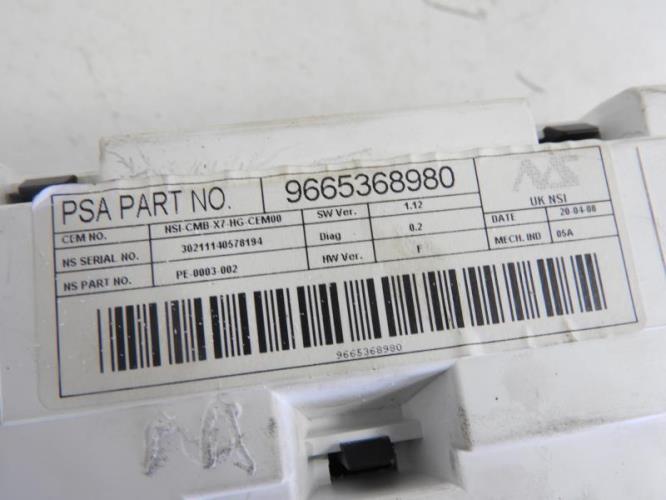 PSA PART NO. 9665368980 NS
CEM NO. NSI-CMB-X7-HG-CEM00 SW Ver. 1.12 UK NSI
NS SERIAL NO. 30211140578194 Diag 0.2 DATE 20-04-08
NS PART NO. PE-0003-002 HW Ver. F MECH. IND 05A
9665368980